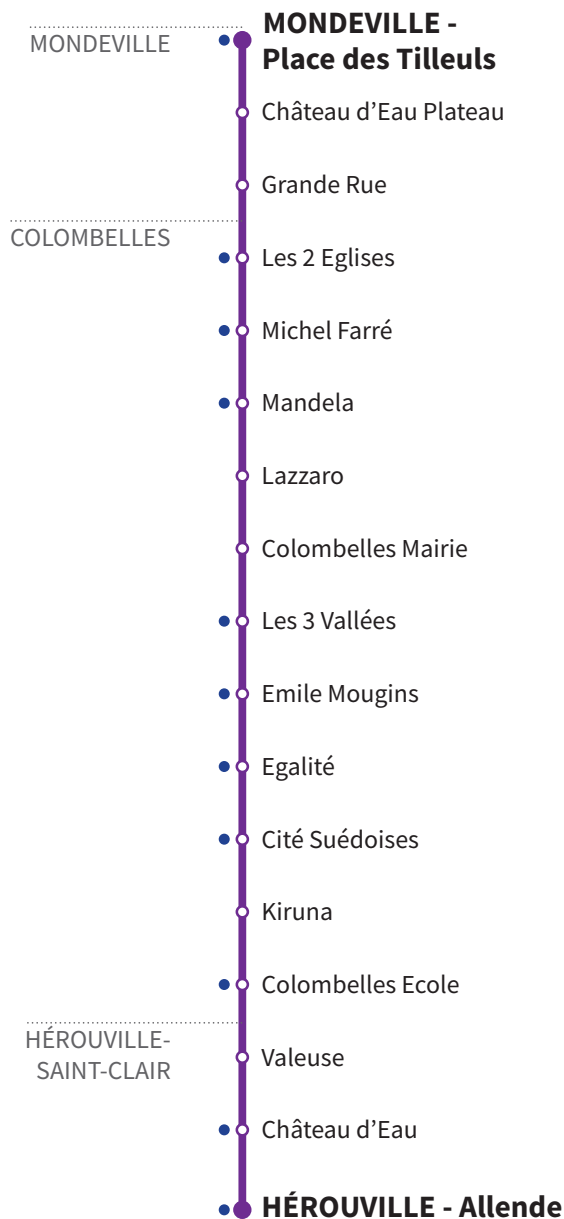 MONDEVILLE
MONDEVILLE -
Place des Tilleuls
Château d’Eau Plateau
Grande Rue
COLOMBELLES
Les 2 Eglises
Michel Farré
Mandela
Lazzaro
Colombelles Mairie
Les 3 Vallées
Emile Mougins
Egalité
Cité Suédoises
Kiruna
Colombelles Ecole
HÉROUVILLE-
SAINT-CLAIR
Valeuse
Château d’Eau
HÉROUVILLE - Allende